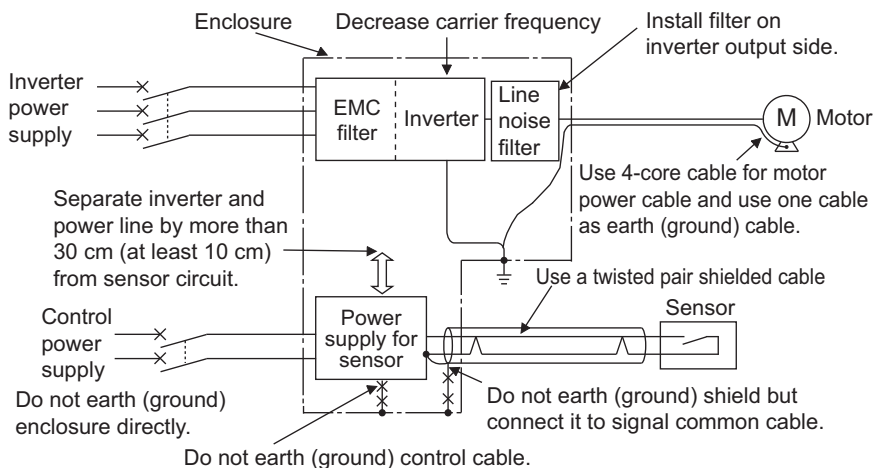 Enclosure
Decrease carrier frequency
Install filter on
inverter output side.
Inverter
power
supply
EMC
filter
Inverter
Line
noise
filter
M
Motor
Use 4-core cable for motor
power cable and use one cable
as earth (ground) cable.
Separate inverter and
power line by more than
30 cm (at least 10 cm)
from sensor circuit.
Use a twisted pair shielded cable
Sensor
Control
power
supply
Power
supply for
sensor
Do not earth (ground)
enclosure directly.
Do not earth (ground) shield but
connect it to signal common cable.
Do not earth (ground) control cable.